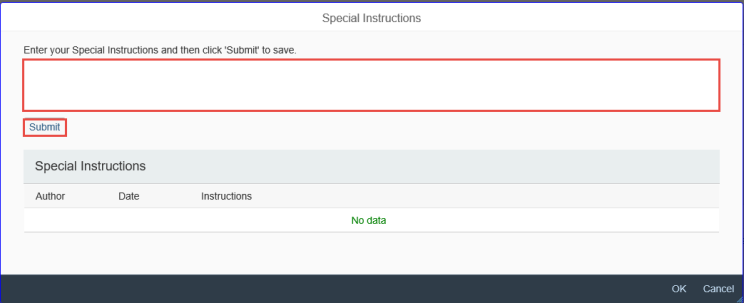 Special Instructions
Enter your Special Instructions and then click 'Submit' to save.
Submit
Special Instructions
Author Date Instructions
No data
OK Cancel